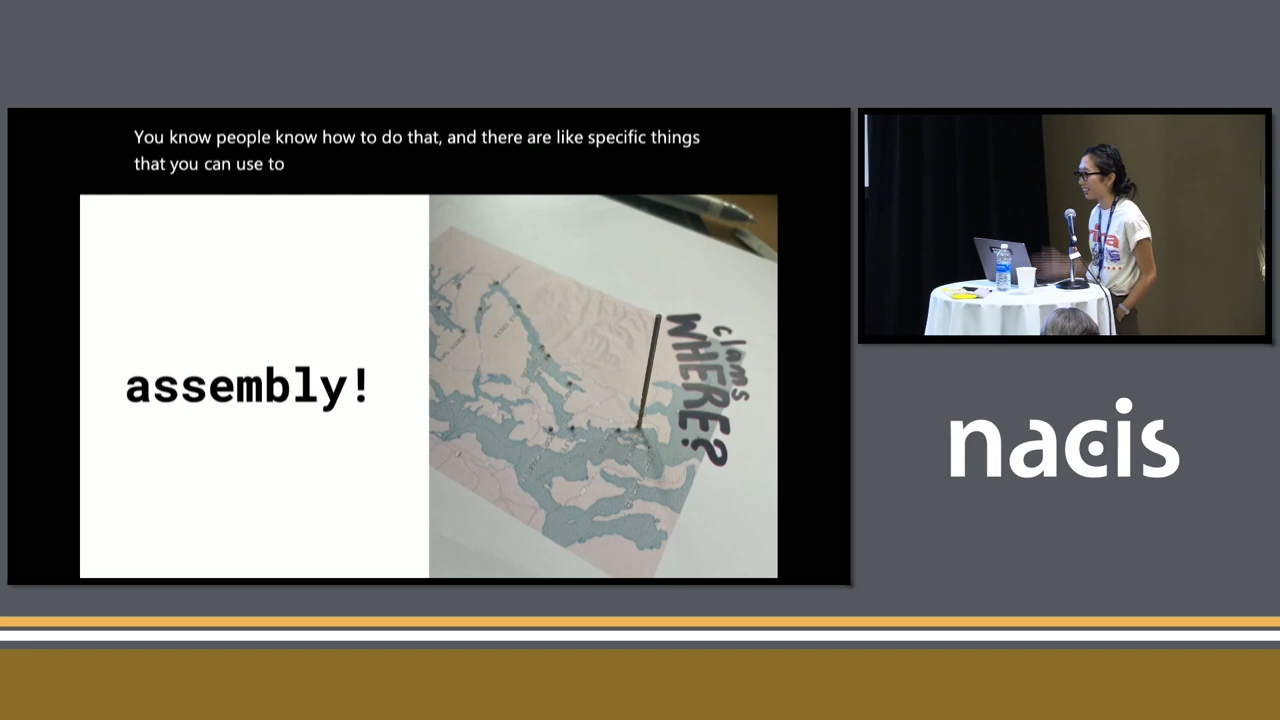 You know people know how to do that, and there are like specific things
that you can use to
assembly!
clams
WHERE?
nacis